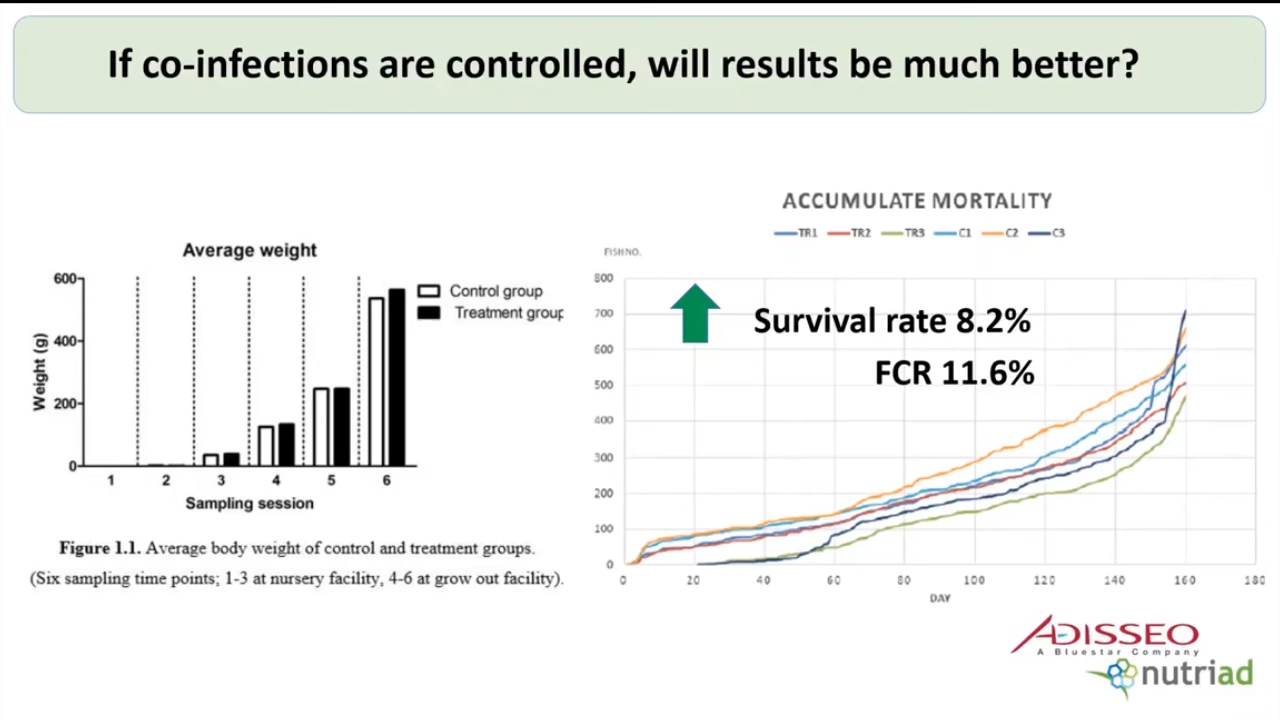 If co-infections are controlled, will results be much better?
Average weight
Weight (g)
600
400
200
0
1 2 3 4 5 6
Sampling session
Control group
Treatment group
Figure 1.1. Average body weight of control and treatment groups.
(Six sampling time points; 1-3 at nursery facility, 4-6 at grow out facility).
ACCUMULATE MORTALITY
TR1 TR2 TR3 C1 C2 C3
FISH NO.
800
700
600
500
400
300
200
100
0
0 20 40 60 80 100 120 140 160 180
DAY
Survival rate 8.2%
FCR 11.6%
ADISSEO
A Bluestar Company
nutriad